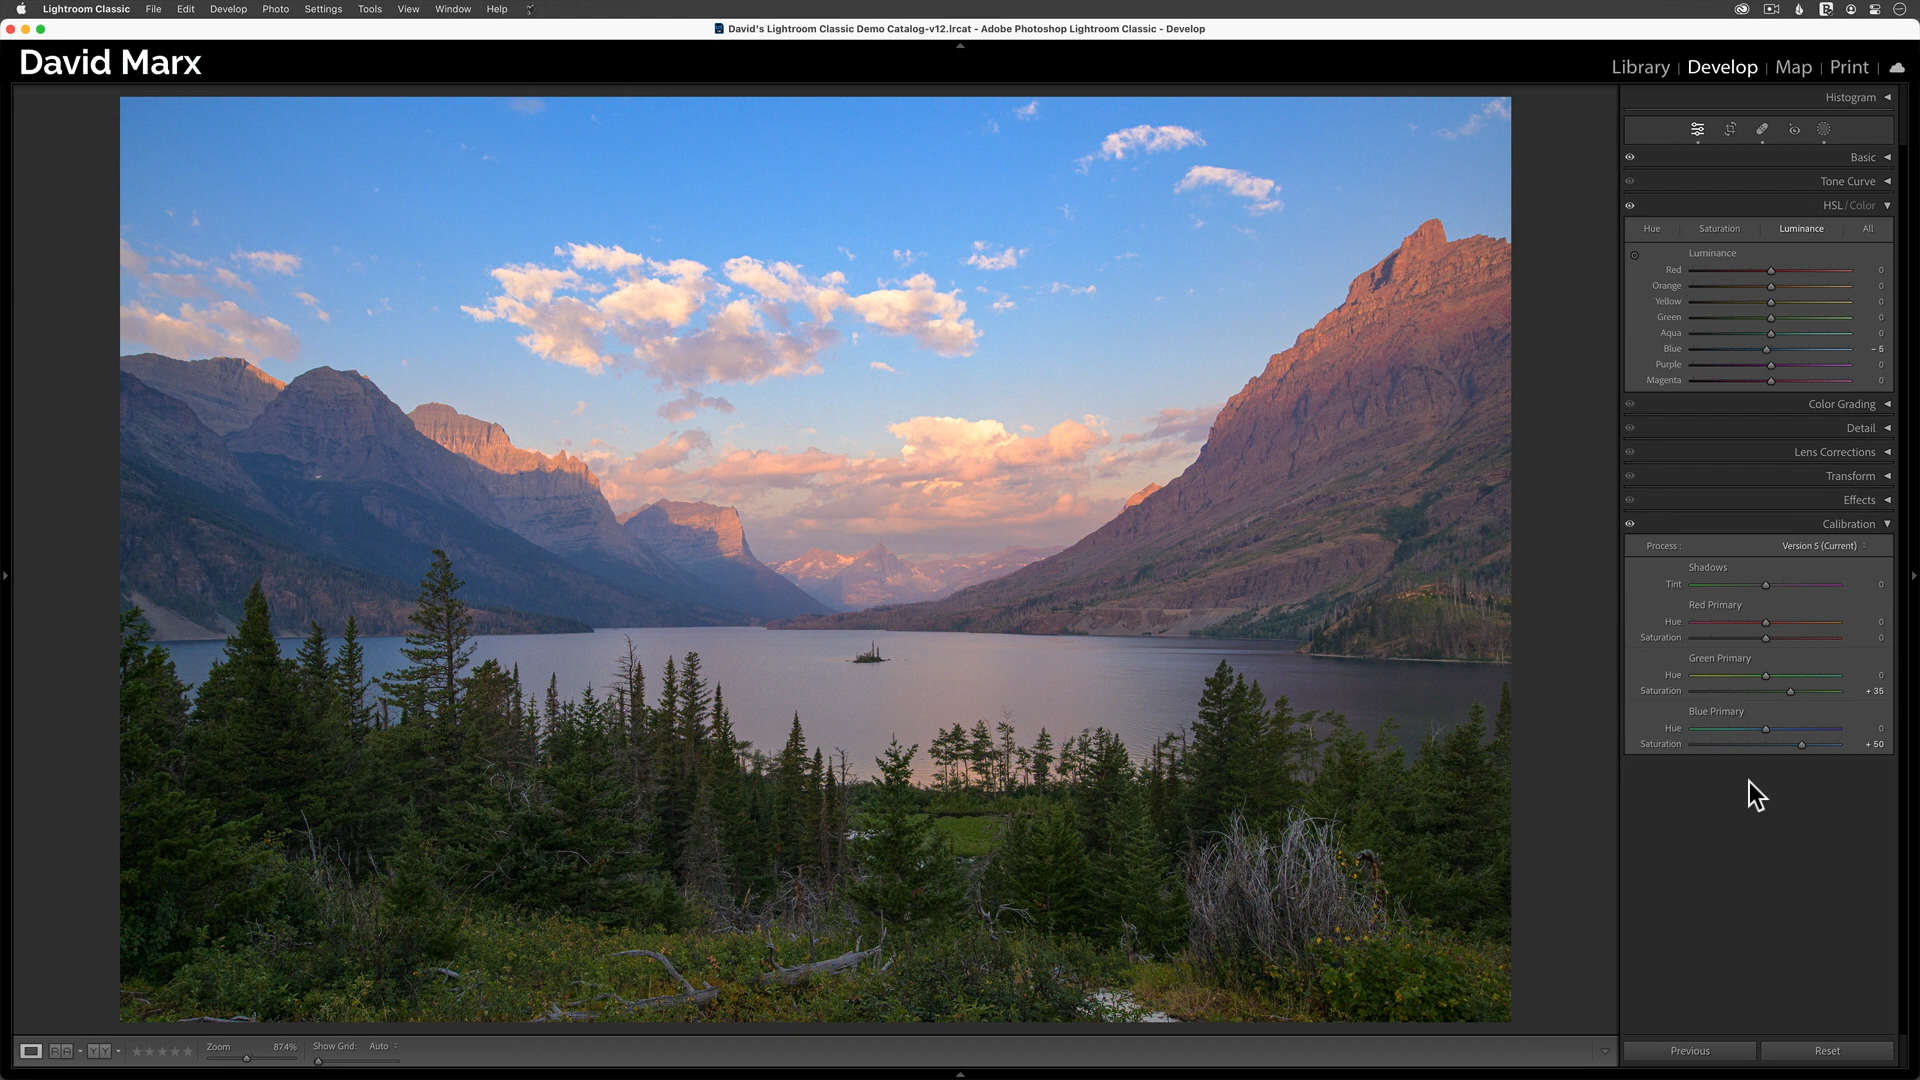 Lightroom Classic File Edit Develop Photo Settings Tools View Window Help
David's Lightroom Classic Demo Catalog-v12.lrcat - Adobe Photoshop Lightroom Classic - Develop
David Marx
Library | Develop | Map | Print |
Histogram
Basic
Tone Curve
HSL / Color
Hue Saturation Luminance All
Luminance
Red 0
Orange 0
Yellow 0
Green 0
Aqua 0
Blue - 5
Purple 0
Magenta 0
Color Grading
Detail
Lens Corrections
Transform
Effects
Calibration
Process : Version 5 (Current)
Shadows
Tint 0
Red Primary
Hue 0
Saturation 0
Green Primary
Hue 0
Saturation + 35
Blue Primary
Hue 0
Saturation + 50
RA YY Zoom 87.4% Show Grid: Auto
Previous Reset